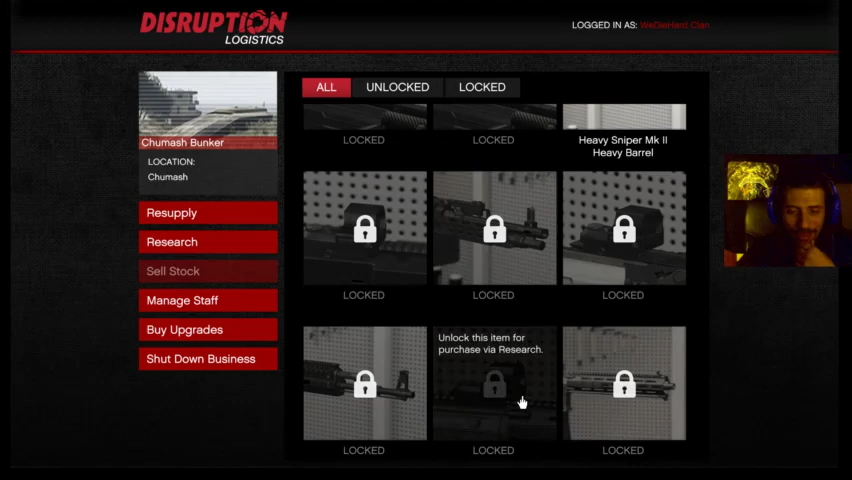 DISRUPTION
LOGISTICS
LOGGED IN AS: WeDieHard Clan
ALL
UNLOCKED
LOCKED
Chumash Bunker
LOCATION:
Chumash
Resupply
Research
Sell Stock
Manage Staff
Buy Upgrades
Shut Down Business
LOCKED
LOCKED
Heavy Sniper Mk II
Heavy Barrel
LOCKED
LOCKED
LOCKED
Unlock this item for
purchase via Research.
LOCKED
LOCKED
LOCKED